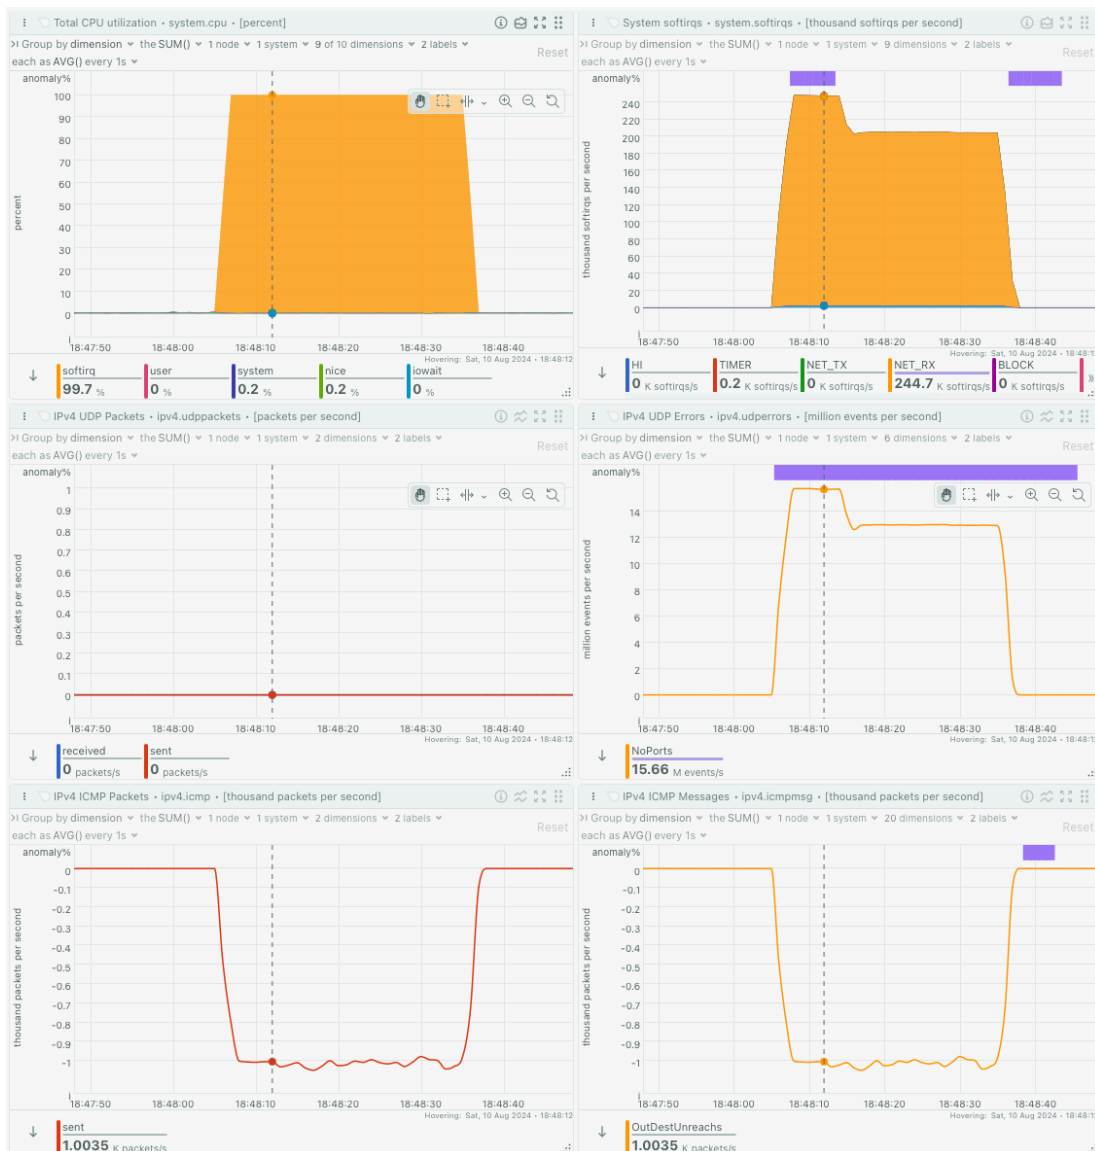 Total CPU utilization • system.cpu • [percent]
Group by dimension the SUM() 1 node 1 system 9 of 10 dimensions 2 labels
each as AVG() every 1s
Reset
anomaly%
100
90
80
70
60
50
40
30
20
10
0
percent
18:47:50 18:48:00 18:48:10 18:48:20 18:48:30 18:48:40
Hovering: Sat, 10 Aug 2024 • 18:48:12
softirq user system nice iowait
99.7 % 0 % 0.2 % 0.2 % 0 %
System softirqs • system.softirqs • [thousand softirqs per second]
Group by dimension the SUM() 1 node 1 system 9 dimensions 2 labels
each as AVG() every 1s
Reset
anomaly%
240
220
200
180
160
140
120
100
80
60
40
20
0
thousand softirqs per second
18:47:50 18:48:00 18:48:10 18:48:20 18:48:30 18:48:40
Hovering: Sat, 10 Aug 2024 • 18:48:12
HI TIMER NET_TX NET_RX BLOCK
0 K softirqs/s 0.2 K softirqs/s 0 K softirqs/s 244.7 K softirqs/s 0 K softirqs/s
IPv4 UDP Packets • ipv4.udppackets • [packets per second]
Group by dimension the SUM() 1 node 1 system 2 dimensions 2 labels
each as AVG() every 1s
Reset
anomaly%
1
0.9
0.8
0.7
0.6
0.5
0.4
0.3
0.2
0.1
0
packets per second
18:47:50 18:48:00 18:48:10 18:48:20 18:48:30 18:48:40
Hovering: Sat, 10 Aug 2024 • 18:48:12
received sent
0 packets/s 0 packets/s
IPv4 UDP Errors • ipv4.udperrors • [million events per second]
Group by dimension the SUM() 1 node 1 system 6 dimensions 2 labels
each as AVG() every 1s
Reset
anomaly%
14
12
10
8
6
4
2
0
million events per second
18:47:50 18:48:00 18:48:10 18:48:20 18:48:30 18:48:40
Hovering: Sat, 10 Aug 2024 • 18:48:12
NoPorts
15.66 M events/s
IPv4 ICMP Packets • ipv4.icmp • [thousand packets per second]
Group by dimension the SUM() 1 node 1 system 2 dimensions 2 labels
each as AVG() every 1s
Reset
anomaly%
0
-0.1
-0.2
-0.3
-0.4
-0.5
-0.6
-0.7
-0.8
-0.9
-1
thousand packets per second
18:47:50 18:48:00 18:48:10 18:48:20 18:48:30 18:48:40
Hovering: Sat, 10 Aug 2024 • 18:48:12
sent
1.0035 K packets/s
IPv4 ICMP Messages • ipv4.icmpmsg • [thousand packets per second]
Group by dimension the SUM() 1 node 1 system 20 dimensions 2 labels
each as AVG() every 1s
Reset
anomaly%
0
-0.1
-0.2
-0.3
-0.4
-0.5
-0.6
-0.7
-0.8
-0.9
-1
thousand packets per second
18:47:50 18:48:00 18:48:10 18:48:20 18:48:30 18:48:40
Hovering: Sat, 10 Aug 2024 • 18:48:12
OutDestUnreachs
1.0035 K packets/s